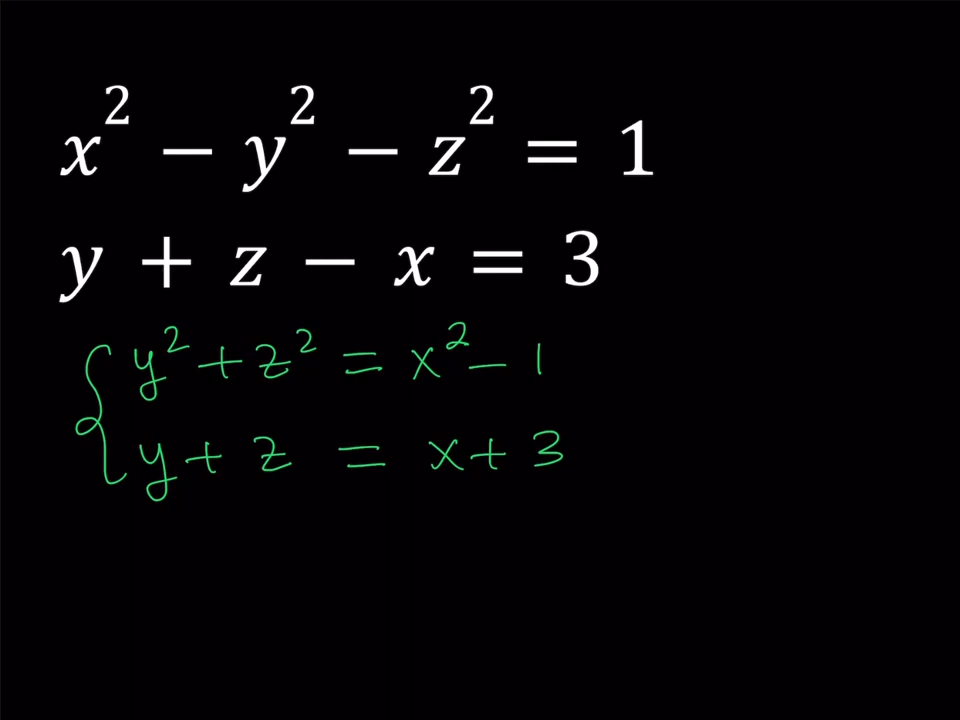 x² − y² − z² = 1
y + z − x = 3
y² + z² = x² − 1
y + z = x + 3